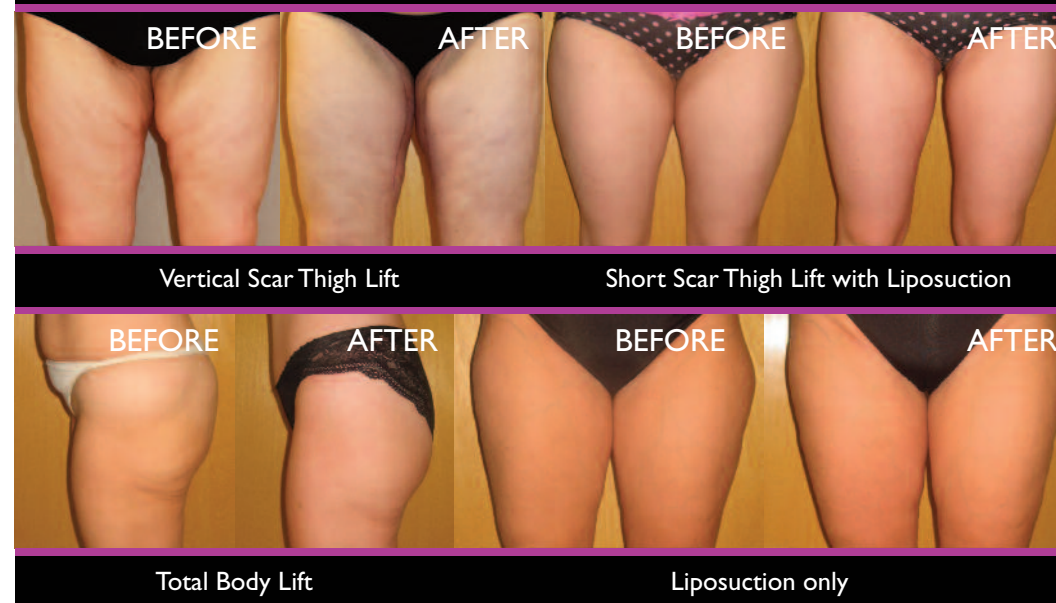 BEFORE AFTER BEFORE AFTER
Vertical Scar Thigh Lift Short Scar Thigh Lift with Liposuction
BEFORE AFTER BEFORE AFTER
Total Body Lift Liposuction only